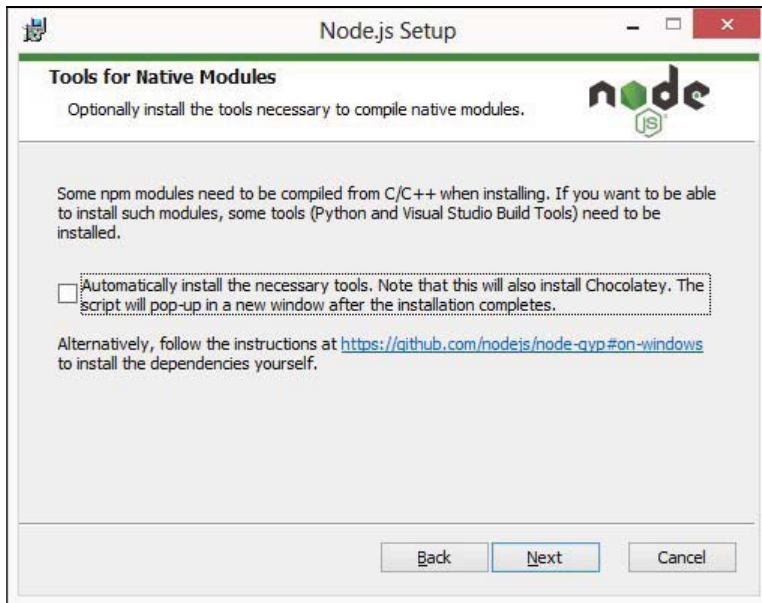 Node.js Setup
Tools for Native Modules
Optionally install the tools necessary to compile native modules.
node
JS
Some npm modules need to be compiled from C/C++ when installing. If you want to be able
to install such modules, some tools (Python and Visual Studio Build Tools) need to be
installed.
Automatically install the necessary tools. Note that this will also install Chocolatey. The
script will pop-up in a new window after the installation completes.
Alternatively, follow the instructions at https://github.com/nodejs/node-gyp#on-windows
to install the dependencies yourself.
Back Next Cancel